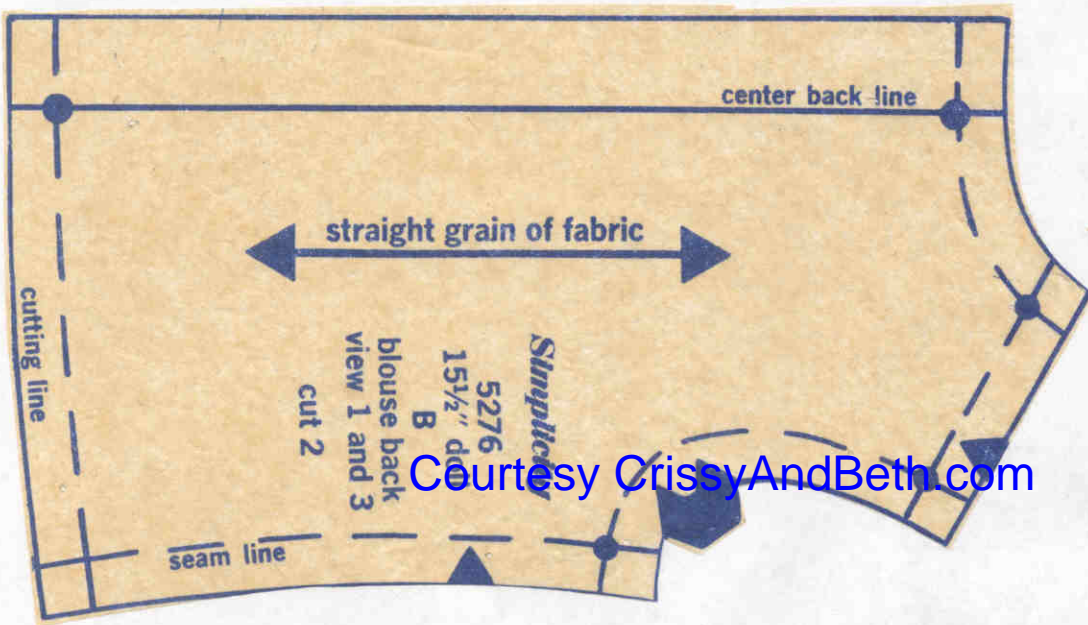 center back line
straight grain of fabric
cutting line
Simplicity
5276
15½" doll
B
blouse back
view 1 and 3
cut 2
Courtesy CrissyAndBeth.com
seam line